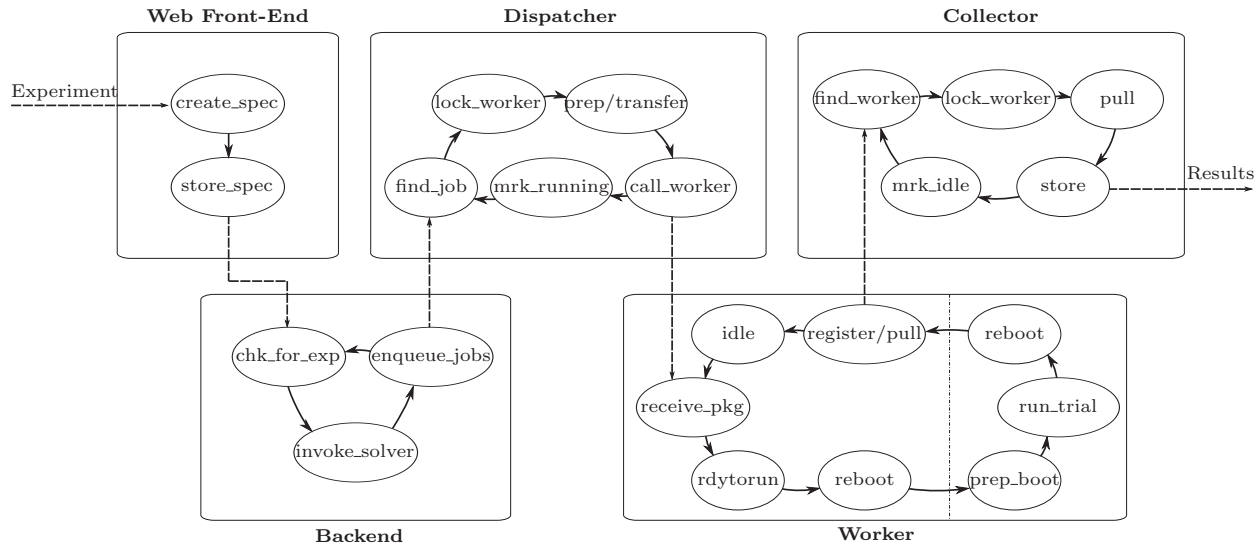 Web Front-End
Dispatcher
Collector
Experiment
create_spec
store_spec
lock_worker
prep/transfer
find_job
mrk_running
call_worker
find_worker
lock_worker
pull
mrk_idle
store
Results
chk_for_exp
enqueue_jobs
invoke_solver
idle
register/pull
reboot
receive_pkg
run_trial
rdytorun
reboot
prep_boot
Backend
Worker